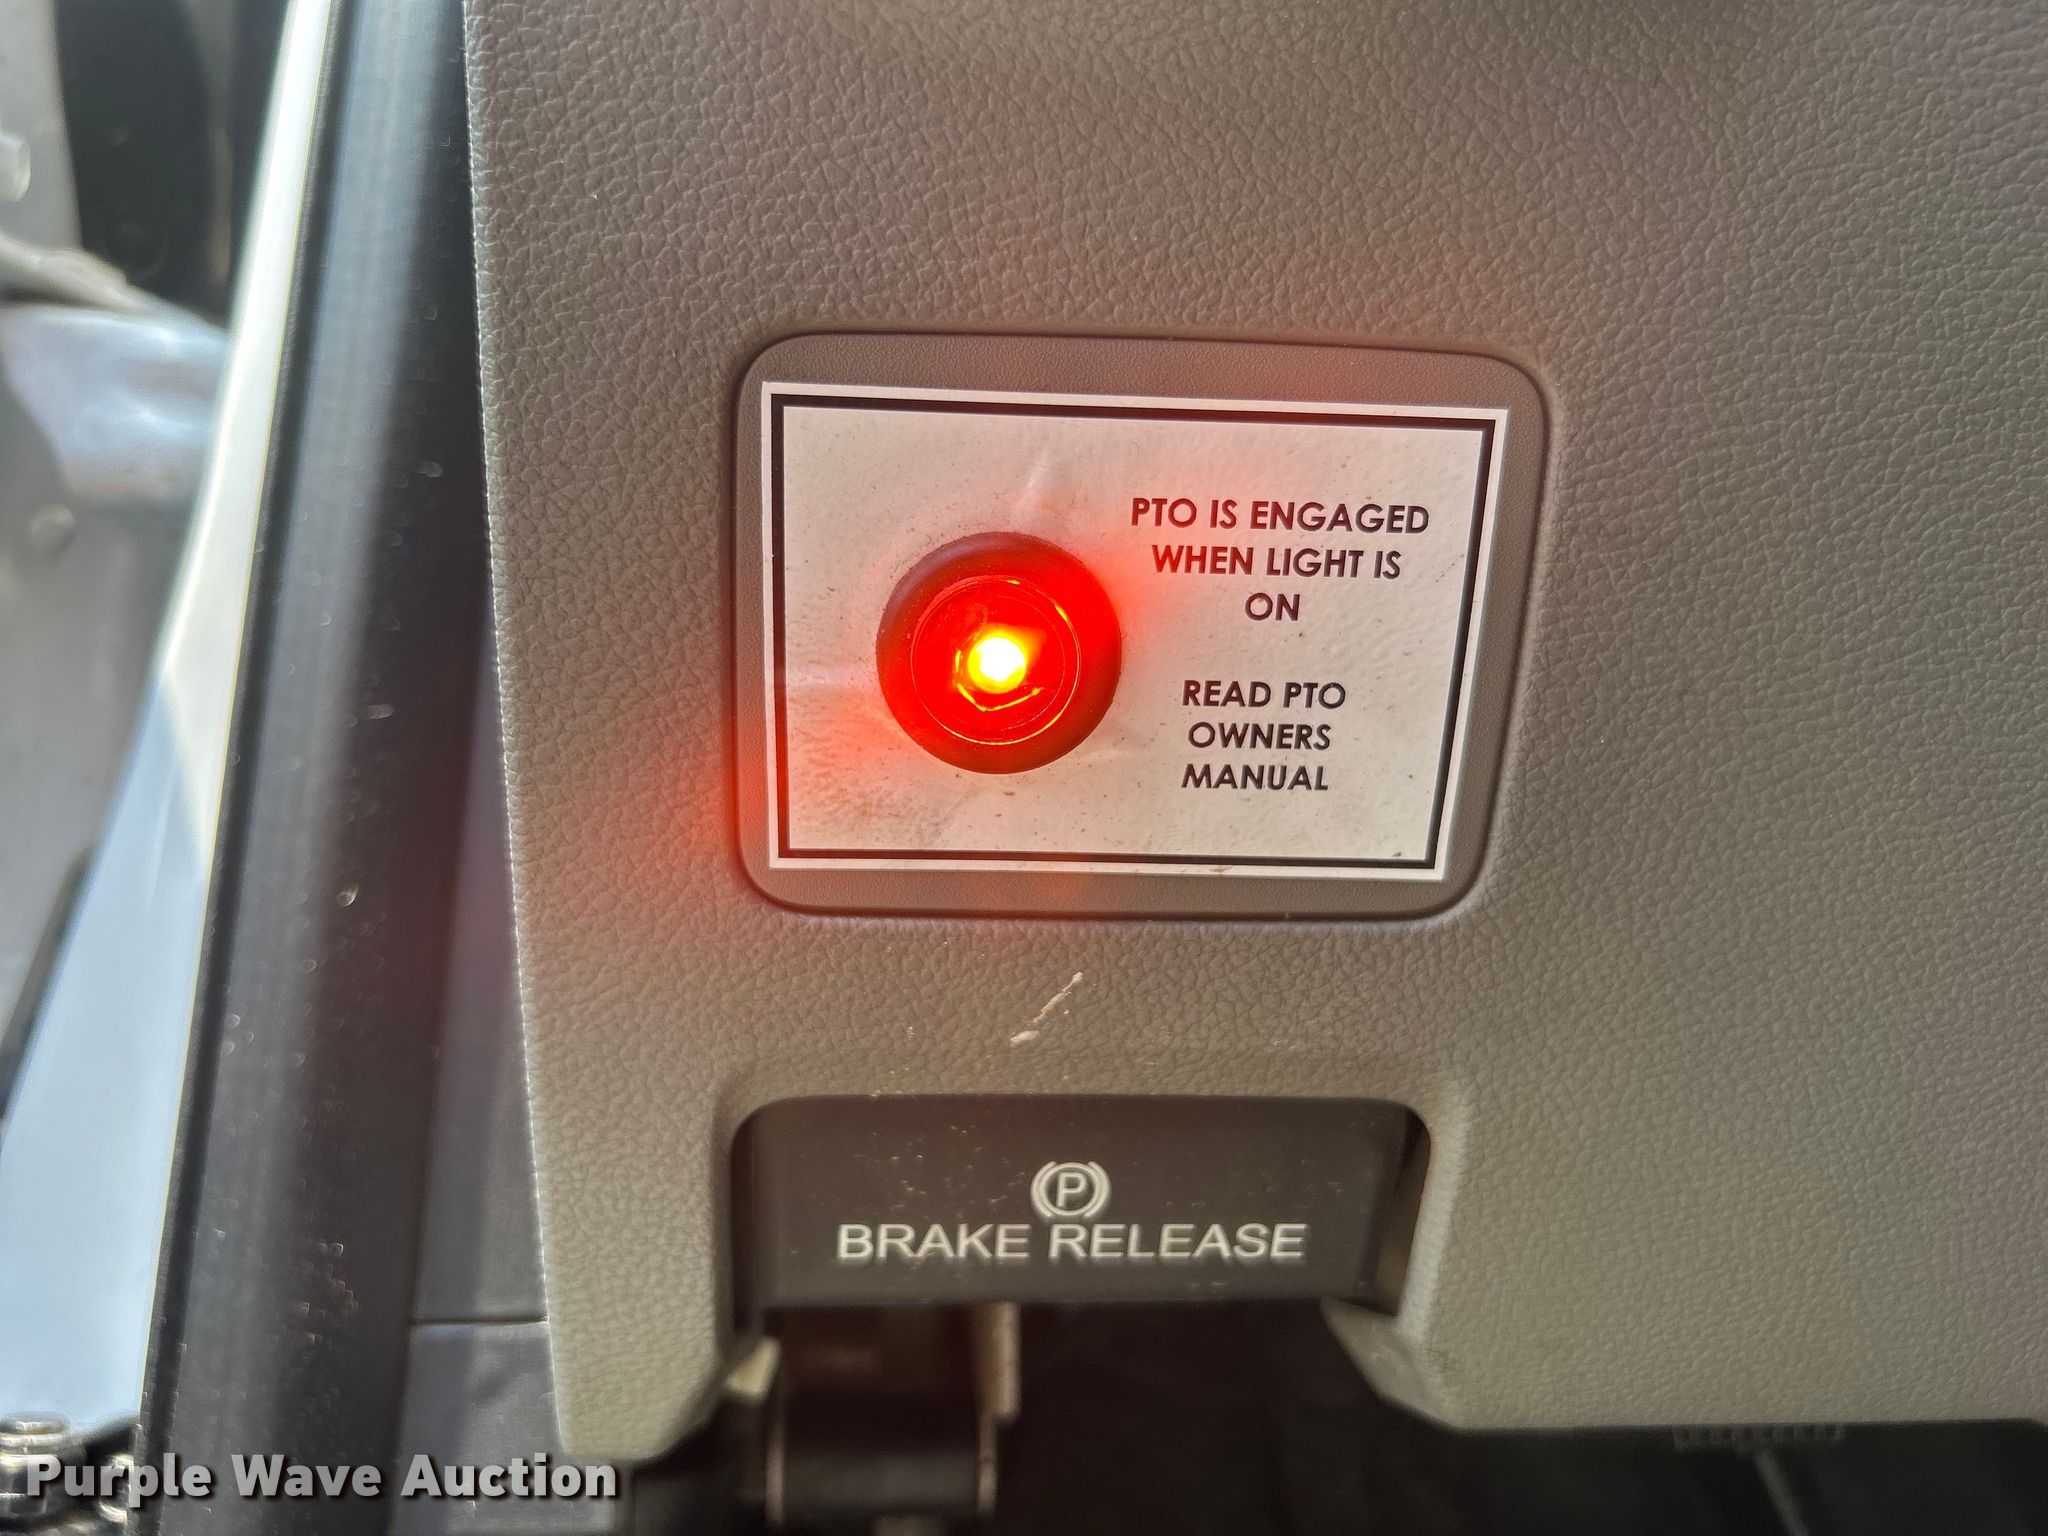 PTO IS ENGAGED
WHEN LIGHT IS
ON
READ PTO
OWNERS
MANUAL
P
BRAKE RELEASE
Purple Wave Auction